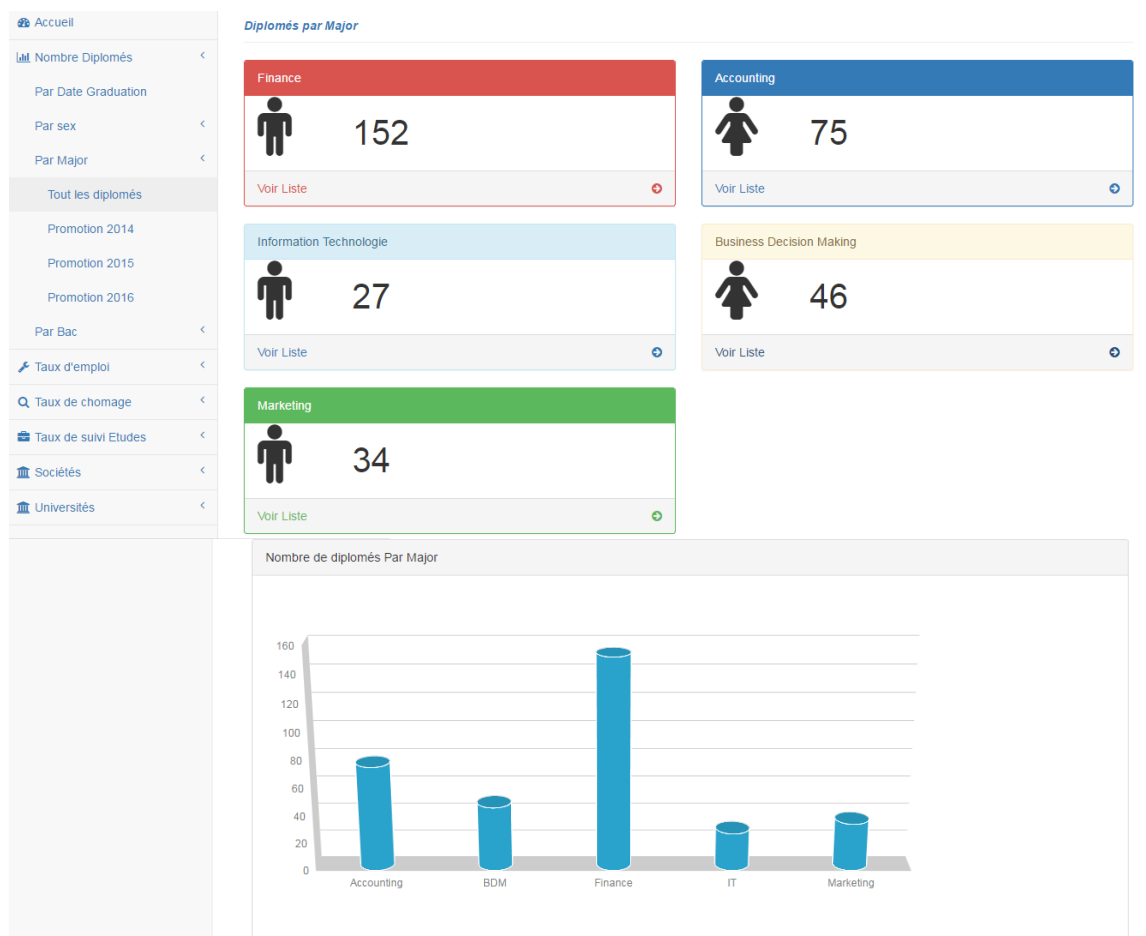 Accueil
Nombre Diplomés
Par Date Graduation
Par sex
Par Major
Tout les diplomés
Promotion 2014
Promotion 2015
Promotion 2016
Par Bac
Taux d'emploi
Taux de chomage
Taux de suivi Etudes
Sociétés
Universités
Diplomés par Major
Finance
152
Voir Liste
Accounting
75
Voir Liste
Information Technologie
27
Voir Liste
Business Decision Making
46
Voir Liste
Marketing
34
Voir Liste
Nombre de diplomés Par Major
160
140
120
100
80
60
40
20
0
Accounting BDM Finance IT Marketing